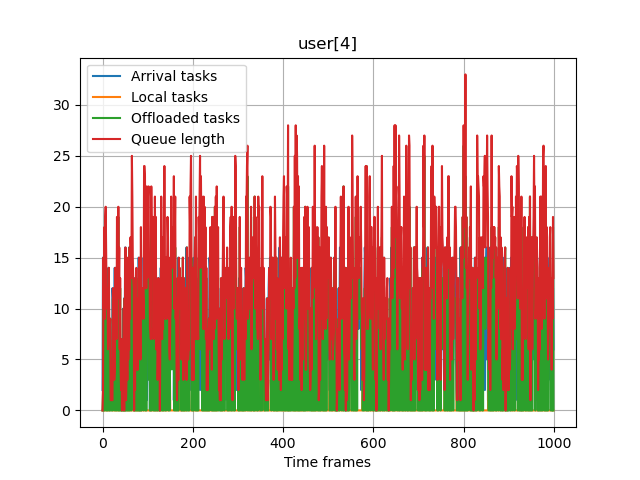 user[4]
Arrival tasks
Local tasks
Offloaded tasks
Queue length
30
25
20
15
10
5
0
0 200 400 600 800 1000
Time frames